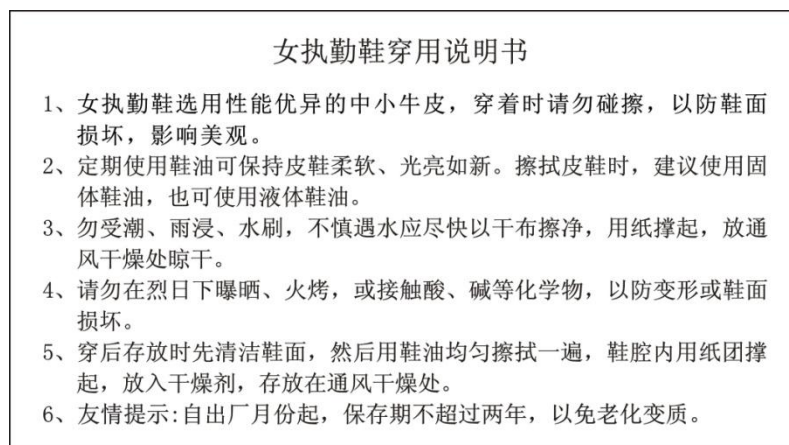 女执勤鞋穿用说明书
1、女执勤鞋选用性能优异的中小牛皮，穿着时请勿碰擦，以防鞋面
损坏，影响美观。
2、定期使用鞋油可保持皮鞋柔软、光亮如新。擦拭皮鞋时，建议使用固
体鞋油，也可使用液体鞋油。
3、勿受潮、雨浸、水刷，不慎遇水应尽快以干布擦净，用纸撑起，放通
风干燥处晾干。
4、请勿在烈日下曝晒、火烤，或接触酸、碱等化学物，以防变形或鞋面
损坏。
5、穿后存放时先清洁鞋面，然后用鞋油均匀擦拭一遍，鞋腔内用纸团撑
起，放入干燥剂，存放在通风干燥处。
6、友情提示:自出厂月份起，保存期不超过两年，以免老化变质。